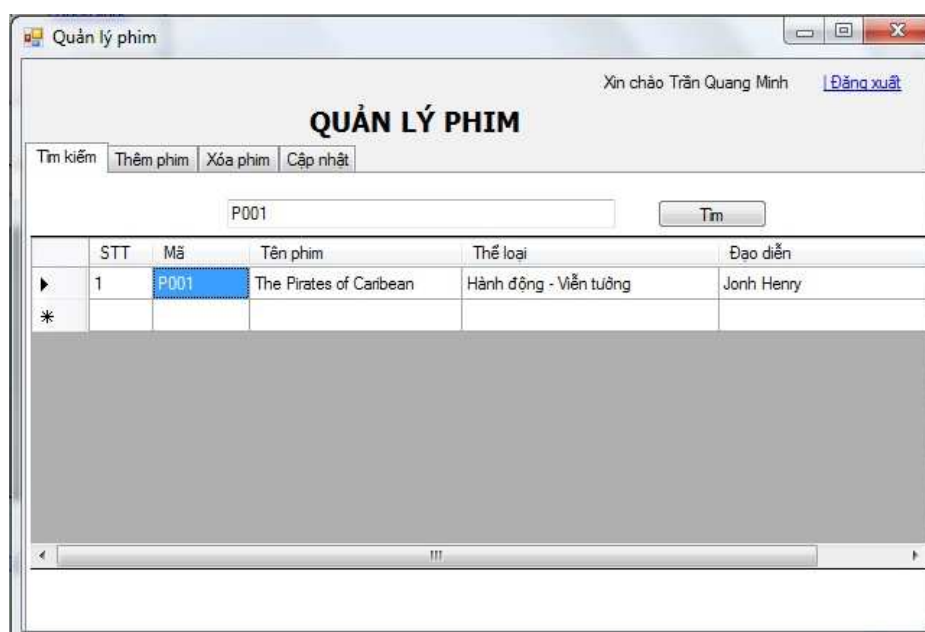 Quản lý phim
Xin chào Trần Quang Minh | Đăng xuất
QUẢN LÝ PHIM
Tìm kiếm Thêm phim Xóa phim Cập nhật
P001 Tìm
STT Mã Tên phim Thể loại Đạo diễn
1 P001 The Pirates of Caribean Hành động - Viễn tưởng Jonh Henry